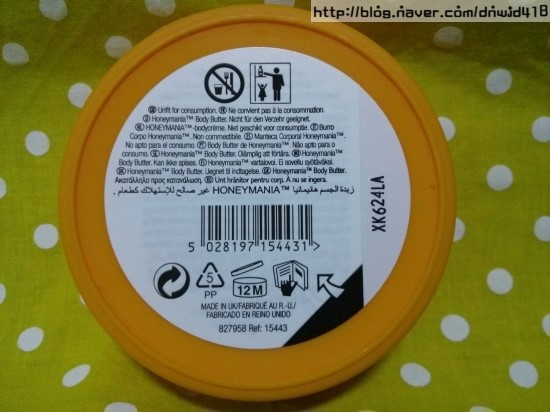 http://blog.naver.com/dnwjd418
Unfit for consumption. Ne convient pas à la consommation.
Honeymania™ Body Butter. Nicht für den Verzehr geeignet.
HONEYMANIA™-bodycrème. Niet geschikt voor consumptie. Burro
Corpo Honeymania™. Non commestibile. Manteca Corporal Honeymania™.
No apto para el consumo. Body Butter de Honeymania™. Não apto para o
consumo. Honeymania™ Body Butter. Olämplig att förtära. Honeymania™
Body Butter. Kan ikke spises. Honeymania™ vartalovoi. Ei sovellu syötäväksi.
Honeymania™ Body Butter. Uegnet til indtagelse. Honeymania™ Body Butter.
Ακατάλληλο προς κατανάλωση. Unt hrănitor pentru corp. A nu se ingera.
زبدة الجسم هانيمانيا HONEYMANIA™ غير صالح للإستهلاك كطعام.
XK624LA
5 028197 154431
5
PP
12M
MADE IN UK/FABRIQUÉ AU R.-U./
FABRICADO EN REINO UNIDO
827958 Ref: 15443